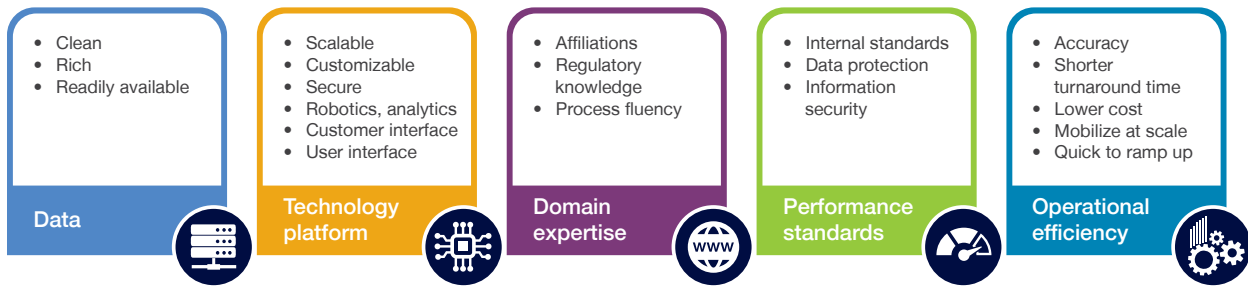 • Clean
• Rich
• Readily available
Data
• Scalable
• Customizable
• Secure
• Robotics, analytics
• Customer interface
• User interface
Technology
platform
• Affiliations
• Regulatory
knowledge
• Process fluency
Domain
expertise
www
• Internal standards
• Data protection
• Information
security
Performance
standards
• Accuracy
• Shorter
turnaround time
• Lower cost
• Mobilize at scale
• Quick to ramp up
Operational
efficiency